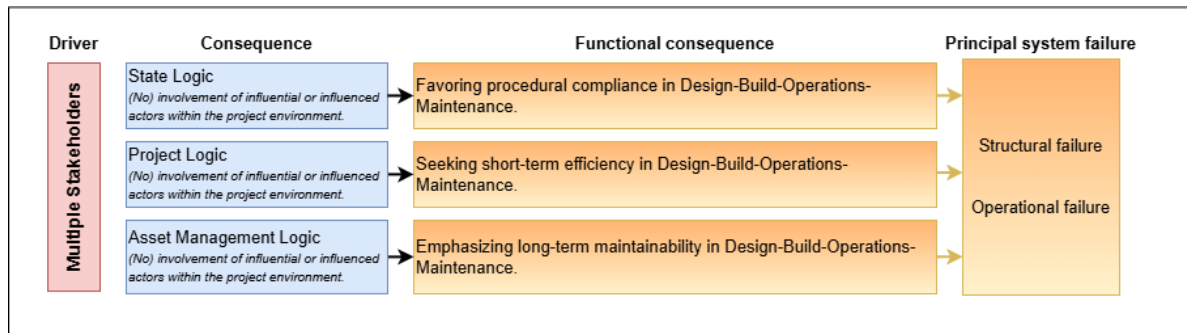 Driver
Consequence
Functional consequence
Principal system failure
Multiple Stakeholders
State Logic
(No) involvement of influential or influenced
actors within the project environment.
Favoring procedural compliance in Design-Build-Operations-
Maintenance.
Project Logic
(No) involvement of influential or influenced
actors within the project environment.
Seeking short-term efficiency in Design-Build-Operations-
Maintenance.
Asset Management Logic
(No) involvement of influential or influenced
actors within the project environment.
Emphasizing long-term maintainability in Design-Build-Operations-
Maintenance.
Structural failure
Operational failure